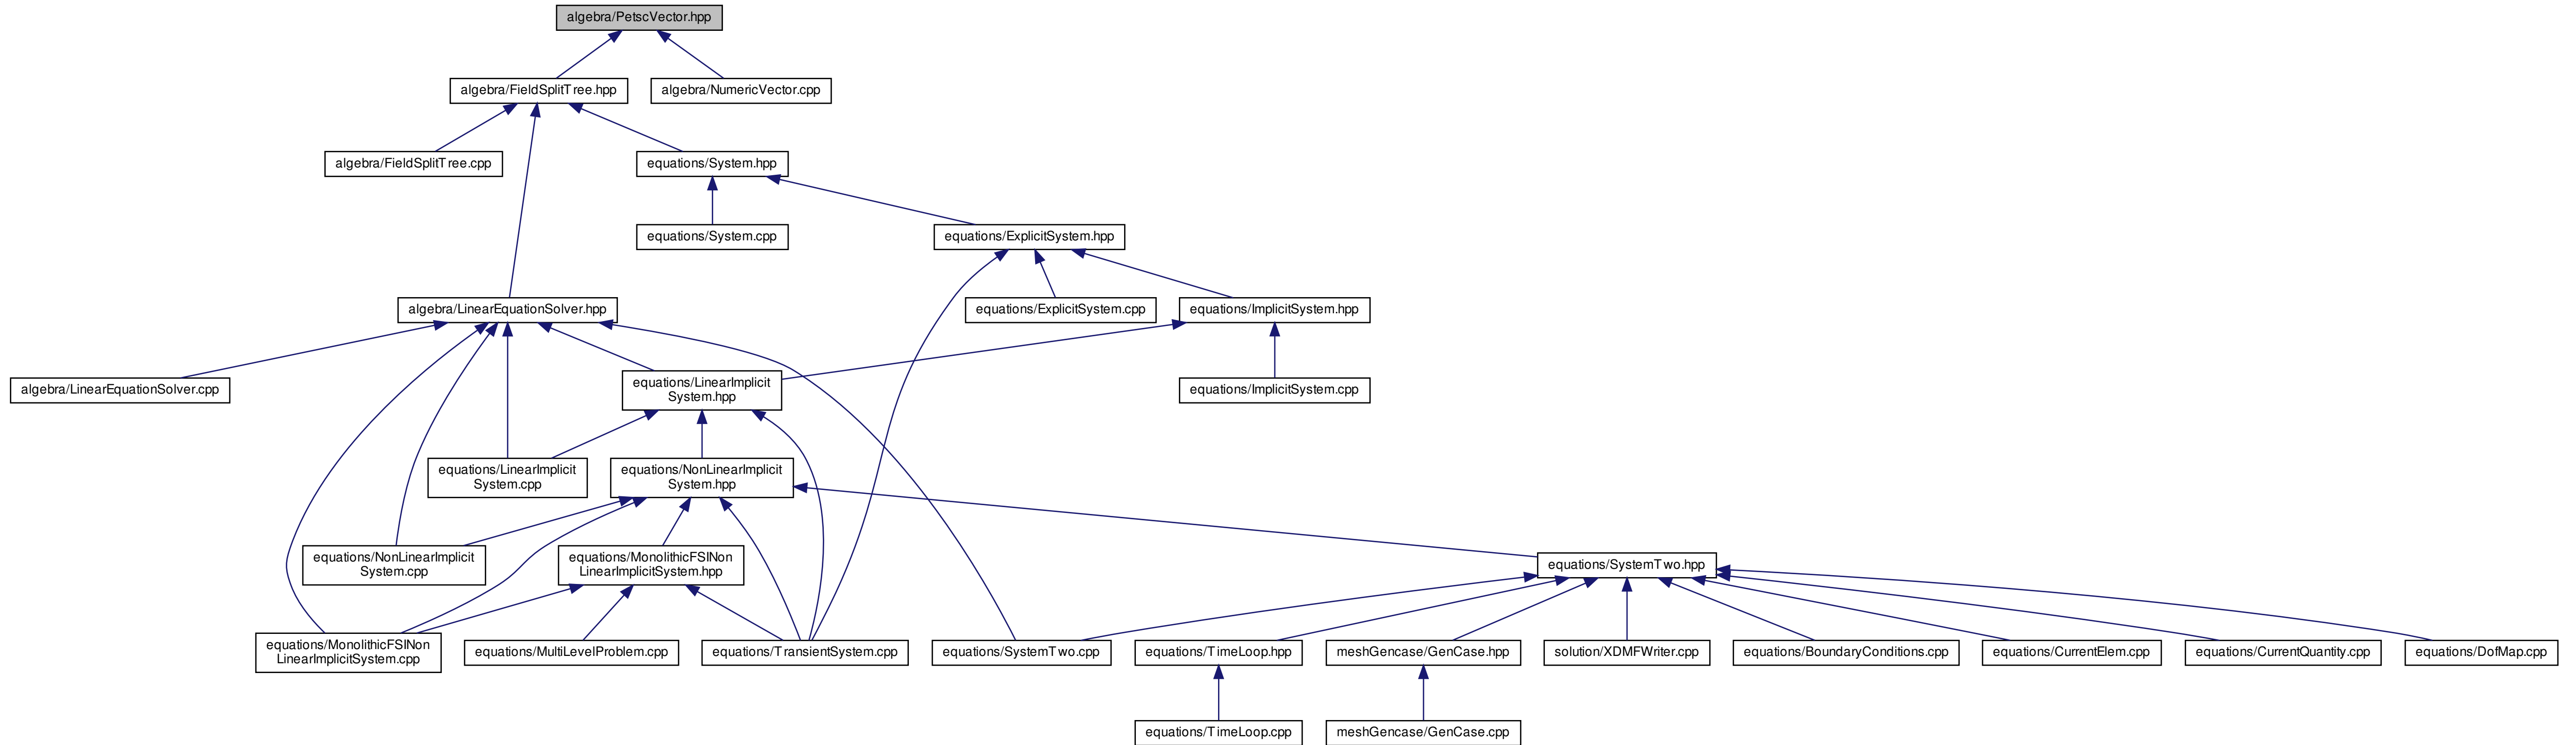 algebra/PetscVector.hpp
algebra/FieldSplitTree.hpp
algebra/NumericVector.cpp
algebra/FieldSplitTree.cpp
equations/System.hpp
equations/System.cpp
equations/ExplicitSystem.hpp
algebra/LinearEquationSolver.hpp
equations/ExplicitSystem.cpp
equations/ImplicitSystem.hpp
algebra/LinearEquationSolver.cpp
equations/LinearImplicit
System.hpp
equations/ImplicitSystem.cpp
equations/LinearImplicit
System.cpp
equations/NonLinearImplicit
System.hpp
equations/NonLinearImplicit
System.cpp
equations/MonolithicFSINon
LinearImplicitSystem.hpp
equations/SystemTwo.hpp
equations/MonolithicFSINon
LinearImplicitSystem.cpp
equations/MultiLevelProblem.cpp
equations/TransientSystem.cpp
equations/SystemTwo.cpp
equations/TimeLoop.hpp
meshGencase/GenCase.hpp
solution/XDMFWriter.cpp
equations/BoundaryConditions.cpp
equations/CurrentElem.cpp
equations/CurrentQuantity.cpp
equations/DofMap.cpp
equations/TimeLoop.cpp
meshGencase/GenCase.cpp